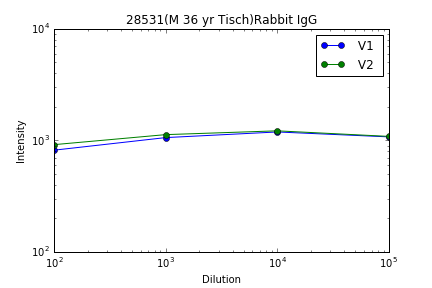 28531(M 36 yr Tisch)Rabbit IgG
V1
V2
Intensity
10^4
10^3
10^2
10^2 10^3 10^4 10^5
Dilution